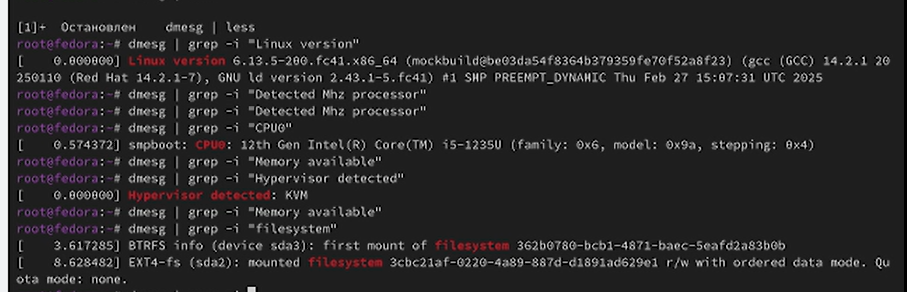 [1]+  Остановлен    dmesg | less
root@fedora:~# dmesg | grep -i "Linux version"
[    0.000000] Linux version 6.13.5-200.fc41.x86_64 (mockbuild@be03da54f8364b379359fe70f52a8f23) (gcc (GCC) 14.2.1 20
250110 (Red Hat 14.2.1-7), GNU ld version 2.43.1-5.fc41) #1 SMP PREEMPT_DYNAMIC Thu Feb 27 15:07:31 UTC 2025
root@fedora:~# dmesg | grep -i "Detected Mhz processor"
root@fedora:~# dmesg | grep -i "Detected Mhz processor"
root@fedora:~# dmesg | grep -i "CPU0"
[    0.574372] smpboot: CPU0: 12th Gen Intel(R) Core(TM) i5-1235U (family: 0x6, model: 0x9a, stepping: 0x4)
root@fedora:~# dmesg | grep -i "Memory available"
root@fedora:~# dmesg | grep -i "Hypervisor detected"
[    0.000000] Hypervisor detected: KVM
root@fedora:~# dmesg | grep -i "Memory available"
root@fedora:~# dmesg | grep -i "filesystem"
[    3.617285] BTRFS info (device sda3): first mount of filesystem 362b0780-bcb1-4871-baec-5eafd2a83b0b
[    8.628482] EXT4-fs (sda2): mounted filesystem 3cbc21af-0220-4a89-887d-d1891ad629e1 r/w with ordered data mode. Qu
ota mode: none.